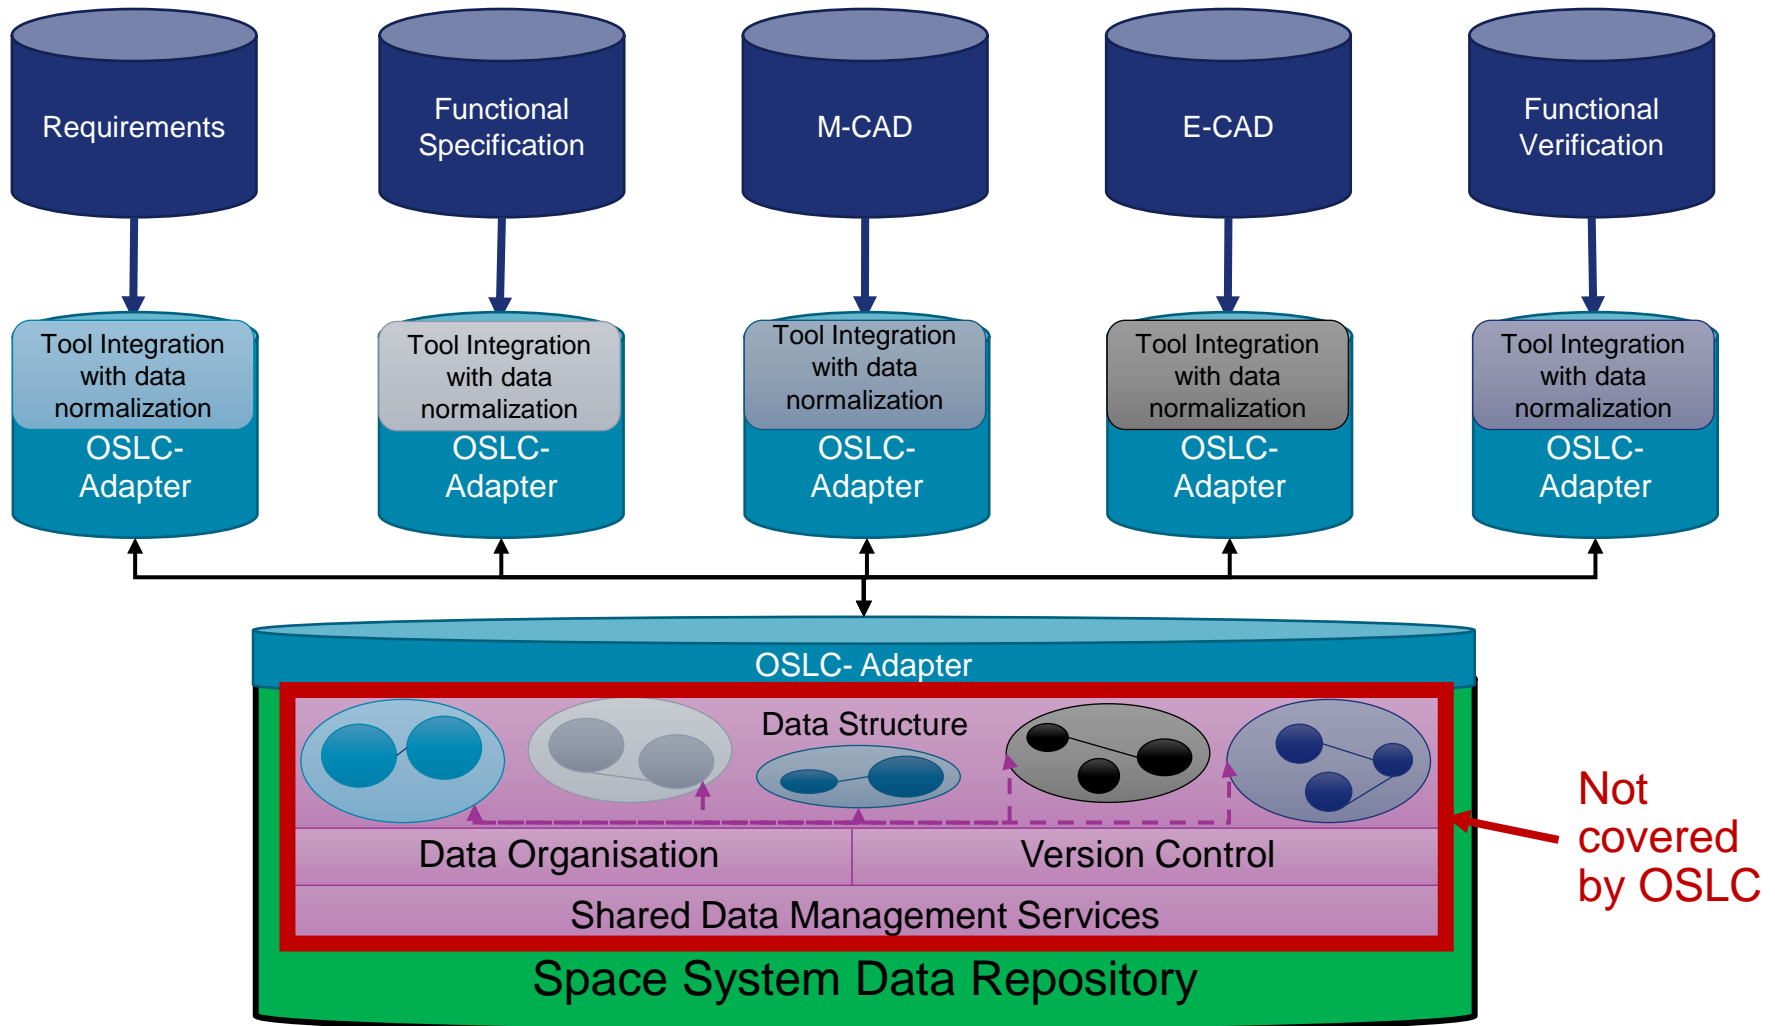 Requirements
Functional
Specification
M-CAD
E-CAD
Functional
Verification
Tool Integration
with data
normalization
OSLC-
Adapter
Tool Integration
with data
normalization
OSLC-
Adapter
Tool Integration
with data
normalization
OSLC-
Adapter
Tool Integration
with data
normalization
OSLC-
Adapter
Tool Integration
with data
normalization
OSLC-
Adapter
OSLC- Adapter
Data Structure
Data Organisation
Version Control
Shared Data Management Services
Space System Data Repository
Not
covered
by OSLC